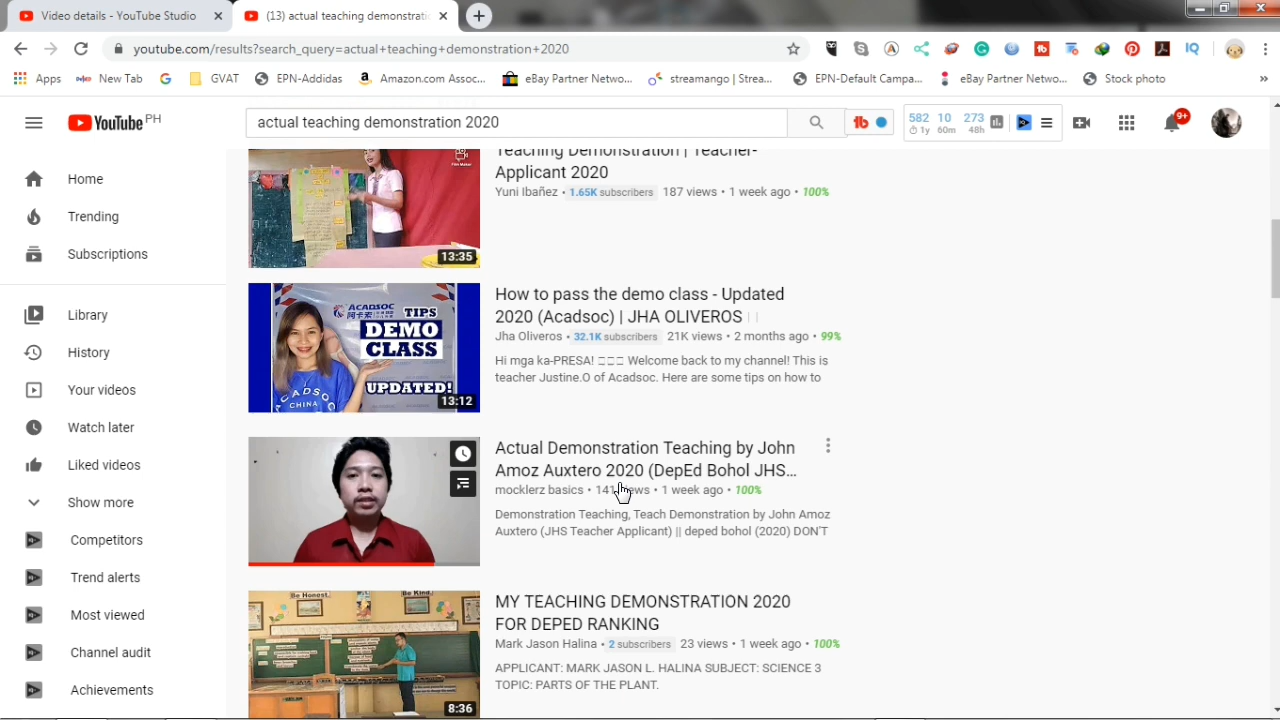 Video details - YouTube Studio
(13) actual teaching demonstratio
youtube.com/results?search_query=actual+teaching+demonstration+2020
Apps
New Tab
GVAT
EPN-Addidas
Amazon.com Assoc...
eBay Partner Netwo...
streamango | Strea...
EPN-Default Campa...
eBay Partner Netwo...
Stock photo
»
YouTube PH
actual teaching demonstration 2020
582 10 273
1y 60m 48h
9+
Home
Trending
Subscriptions
Library
History
Your videos
Watch later
Liked videos
Show more
Competitors
Trend alerts
Most viewed
Channel audit
Achievements
Teaching Demonstration | Teacher-
Applicant 2020
Yuni Ibañez • 1.65K subscribers 187 views • 1 week ago • 100%
13:35
How to pass the demo class - Updated
2020 (Acadsoc) | JHA OLIVEROS
Jha Oliveros • 32.1K subscribers 21K views • 2 months ago • 99%
Hi mga ka-PRESA! Welcome back to my channel! This is
teacher Justine.O of Acadsoc. Here are some tips on how to
ACADSOC
TIPS
DEMO
CLASS
UPDATED!
ACADSOC
CHINA
13:12
Actual Demonstration Teaching by John
Amoz Auxtero 2020 (DepEd Bohol JHS...
mocklerz basics • 141 • 1 week ago • 100%
Demonstration Teaching, Teach Demonstration by John Amoz
Auxtero (JHS Teacher Applicant) || deped bohol (2020) DON'T
MY TEACHING DEMONSTRATION 2020
FOR DEPED RANKING
Mark Jason Halina • 2 subscribers 23 views • 1 week ago • 100%
APPLICANT: MARK JASON L. HALINA SUBJECT: SCIENCE 3
TOPIC: PARTS OF THE PLANT.
Be Honest..
Be Kind..
8:36